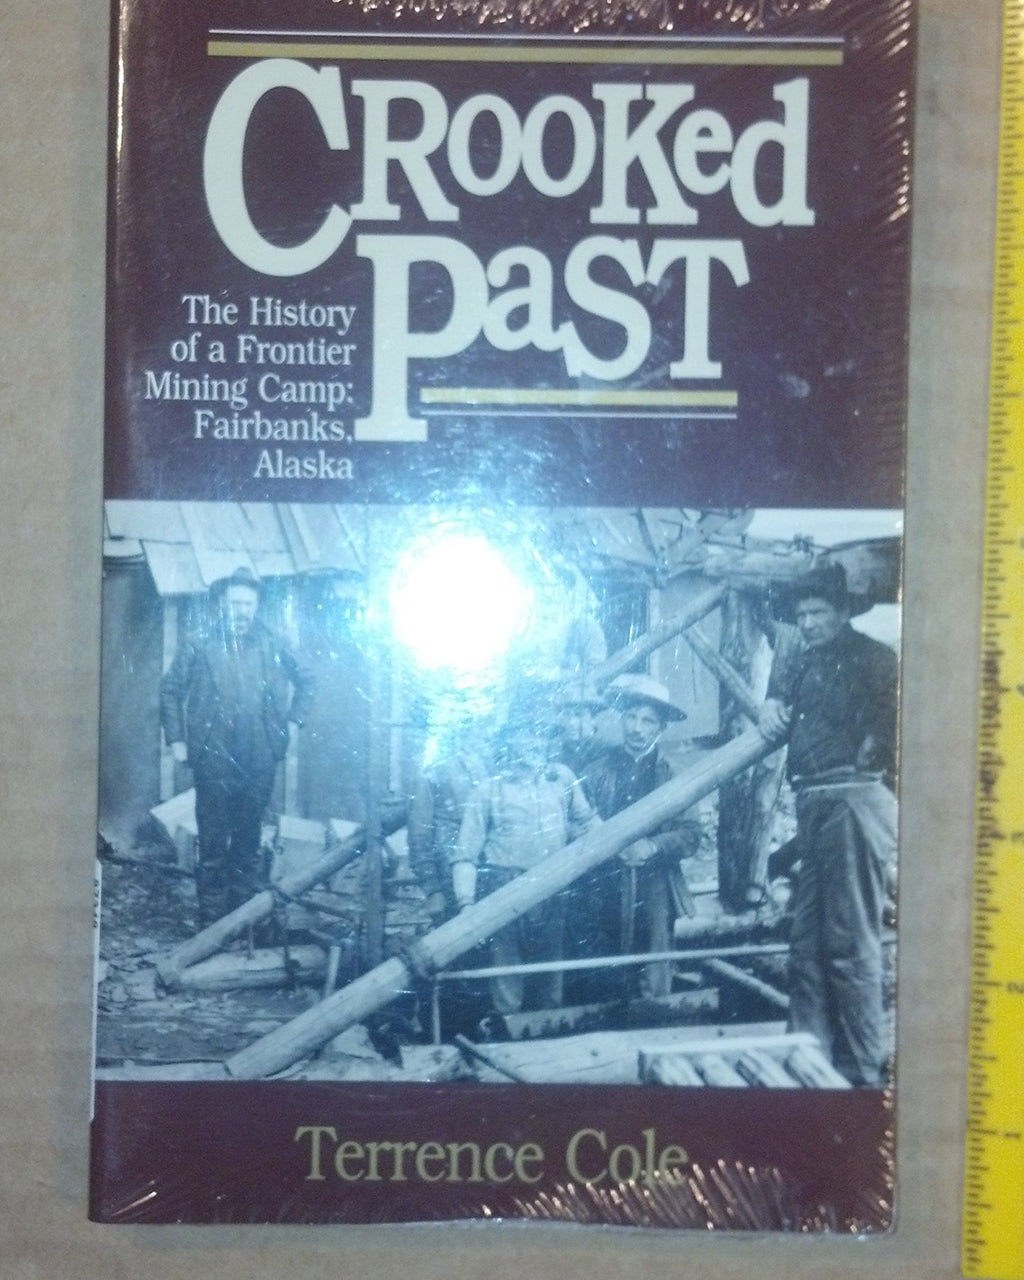 CRooKed
PaST
The History
of a Frontier
Mining Camp:
Fairbanks,
Alaska
Terrence Cole